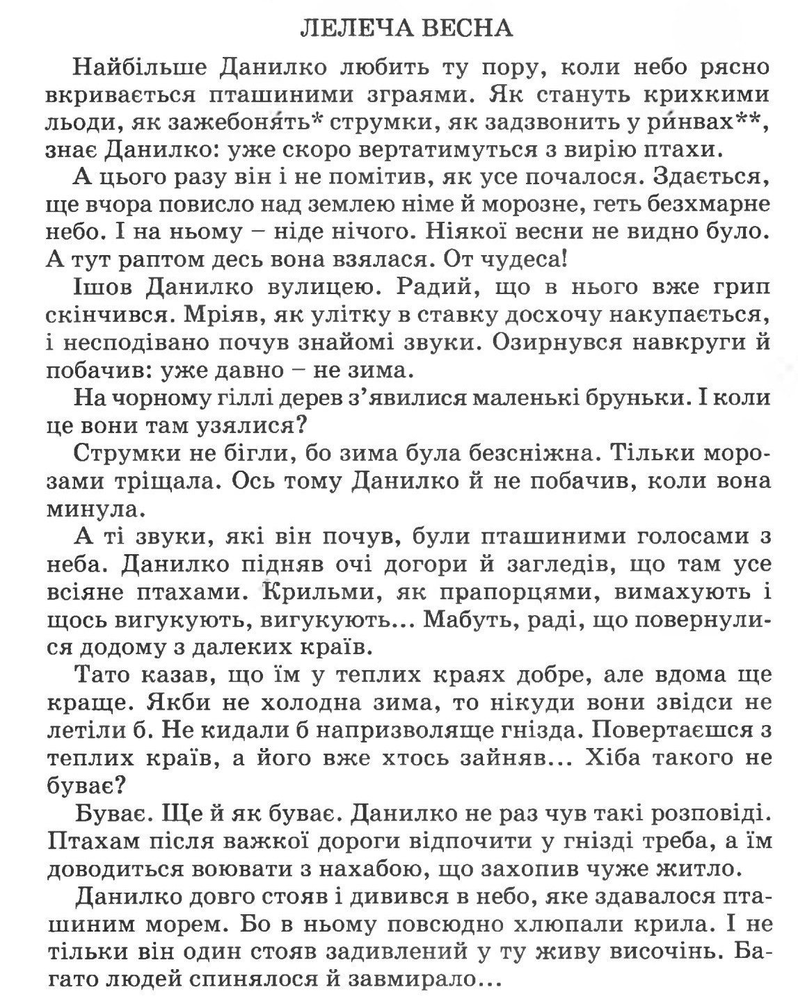 ЛЕЛЕЧА ВЕСНА
Найбільше Данилко любить ту пору, коли небо рясно
вкривається пташиними зграями. Як стануть крихкими
льоди, як зажебоня́ть* струмки, як задзвонить у ри́нвах**,
знає Данилко: уже скоро вертатимуться з вирію птахи.
А цього разу він і не помітив, як усе почалося. Здається,
ще вчора повисло над землею німе й морозне, геть безхмарне
небо. І на ньому – ніде нічого. Ніякої весни не видно було.
А тут раптом десь вона взялася. От чудеса!
Ішов Данилко вулицею. Радий, що в нього вже грип
скінчився. Мріяв, як улітку в ставку досхочу накупається,
і несподівано почув знайомі звуки. Озирнувся навкруги й
побачив: уже давно – не зима.
На чорному гіллі дерев з’явилися маленькі бруньки. І коли
це вони там узялися?
Струмки не бігли, бо зима була безсніжна. Тільки моро-
зами тріщала. Ось тому Данилко й не побачив, коли вона
минула.
А ті звуки, які він почув, були пташиними голосами з
неба. Данилко підняв очі догори й загледів, що там усе
всіяне птахами. Крильми, як прапорцями, вимахують і
щось вигукують, вигукують... Мабуть, раді, що повернули-
ся додому з далеких країв.
Тато казав, що їм у теплих краях добре, але вдома ще
краще. Якби не холодна зима, то нікуди вони звідси не
летіли б. Не кидали б напризволяще гнізда. Повертаєшся з
теплих країв, а його вже хтось зайняв... Хіба такого не
буває?
Буває. Ще й як буває. Данилко не раз чув такі розповіді.
Птахам після важкої дороги відпочити у гнізді треба, а їм
доводиться воювати з нахабою, що захопив чуже житло.
Данилко довго стояв і дивився в небо, яке здавалося пта-
шиним морем. Бо в ньому повсюдно хлюпали крила. І не
тільки він один стояв задивлений у ту живу височінь. Ба-
гато людей спинялося й завмирало...